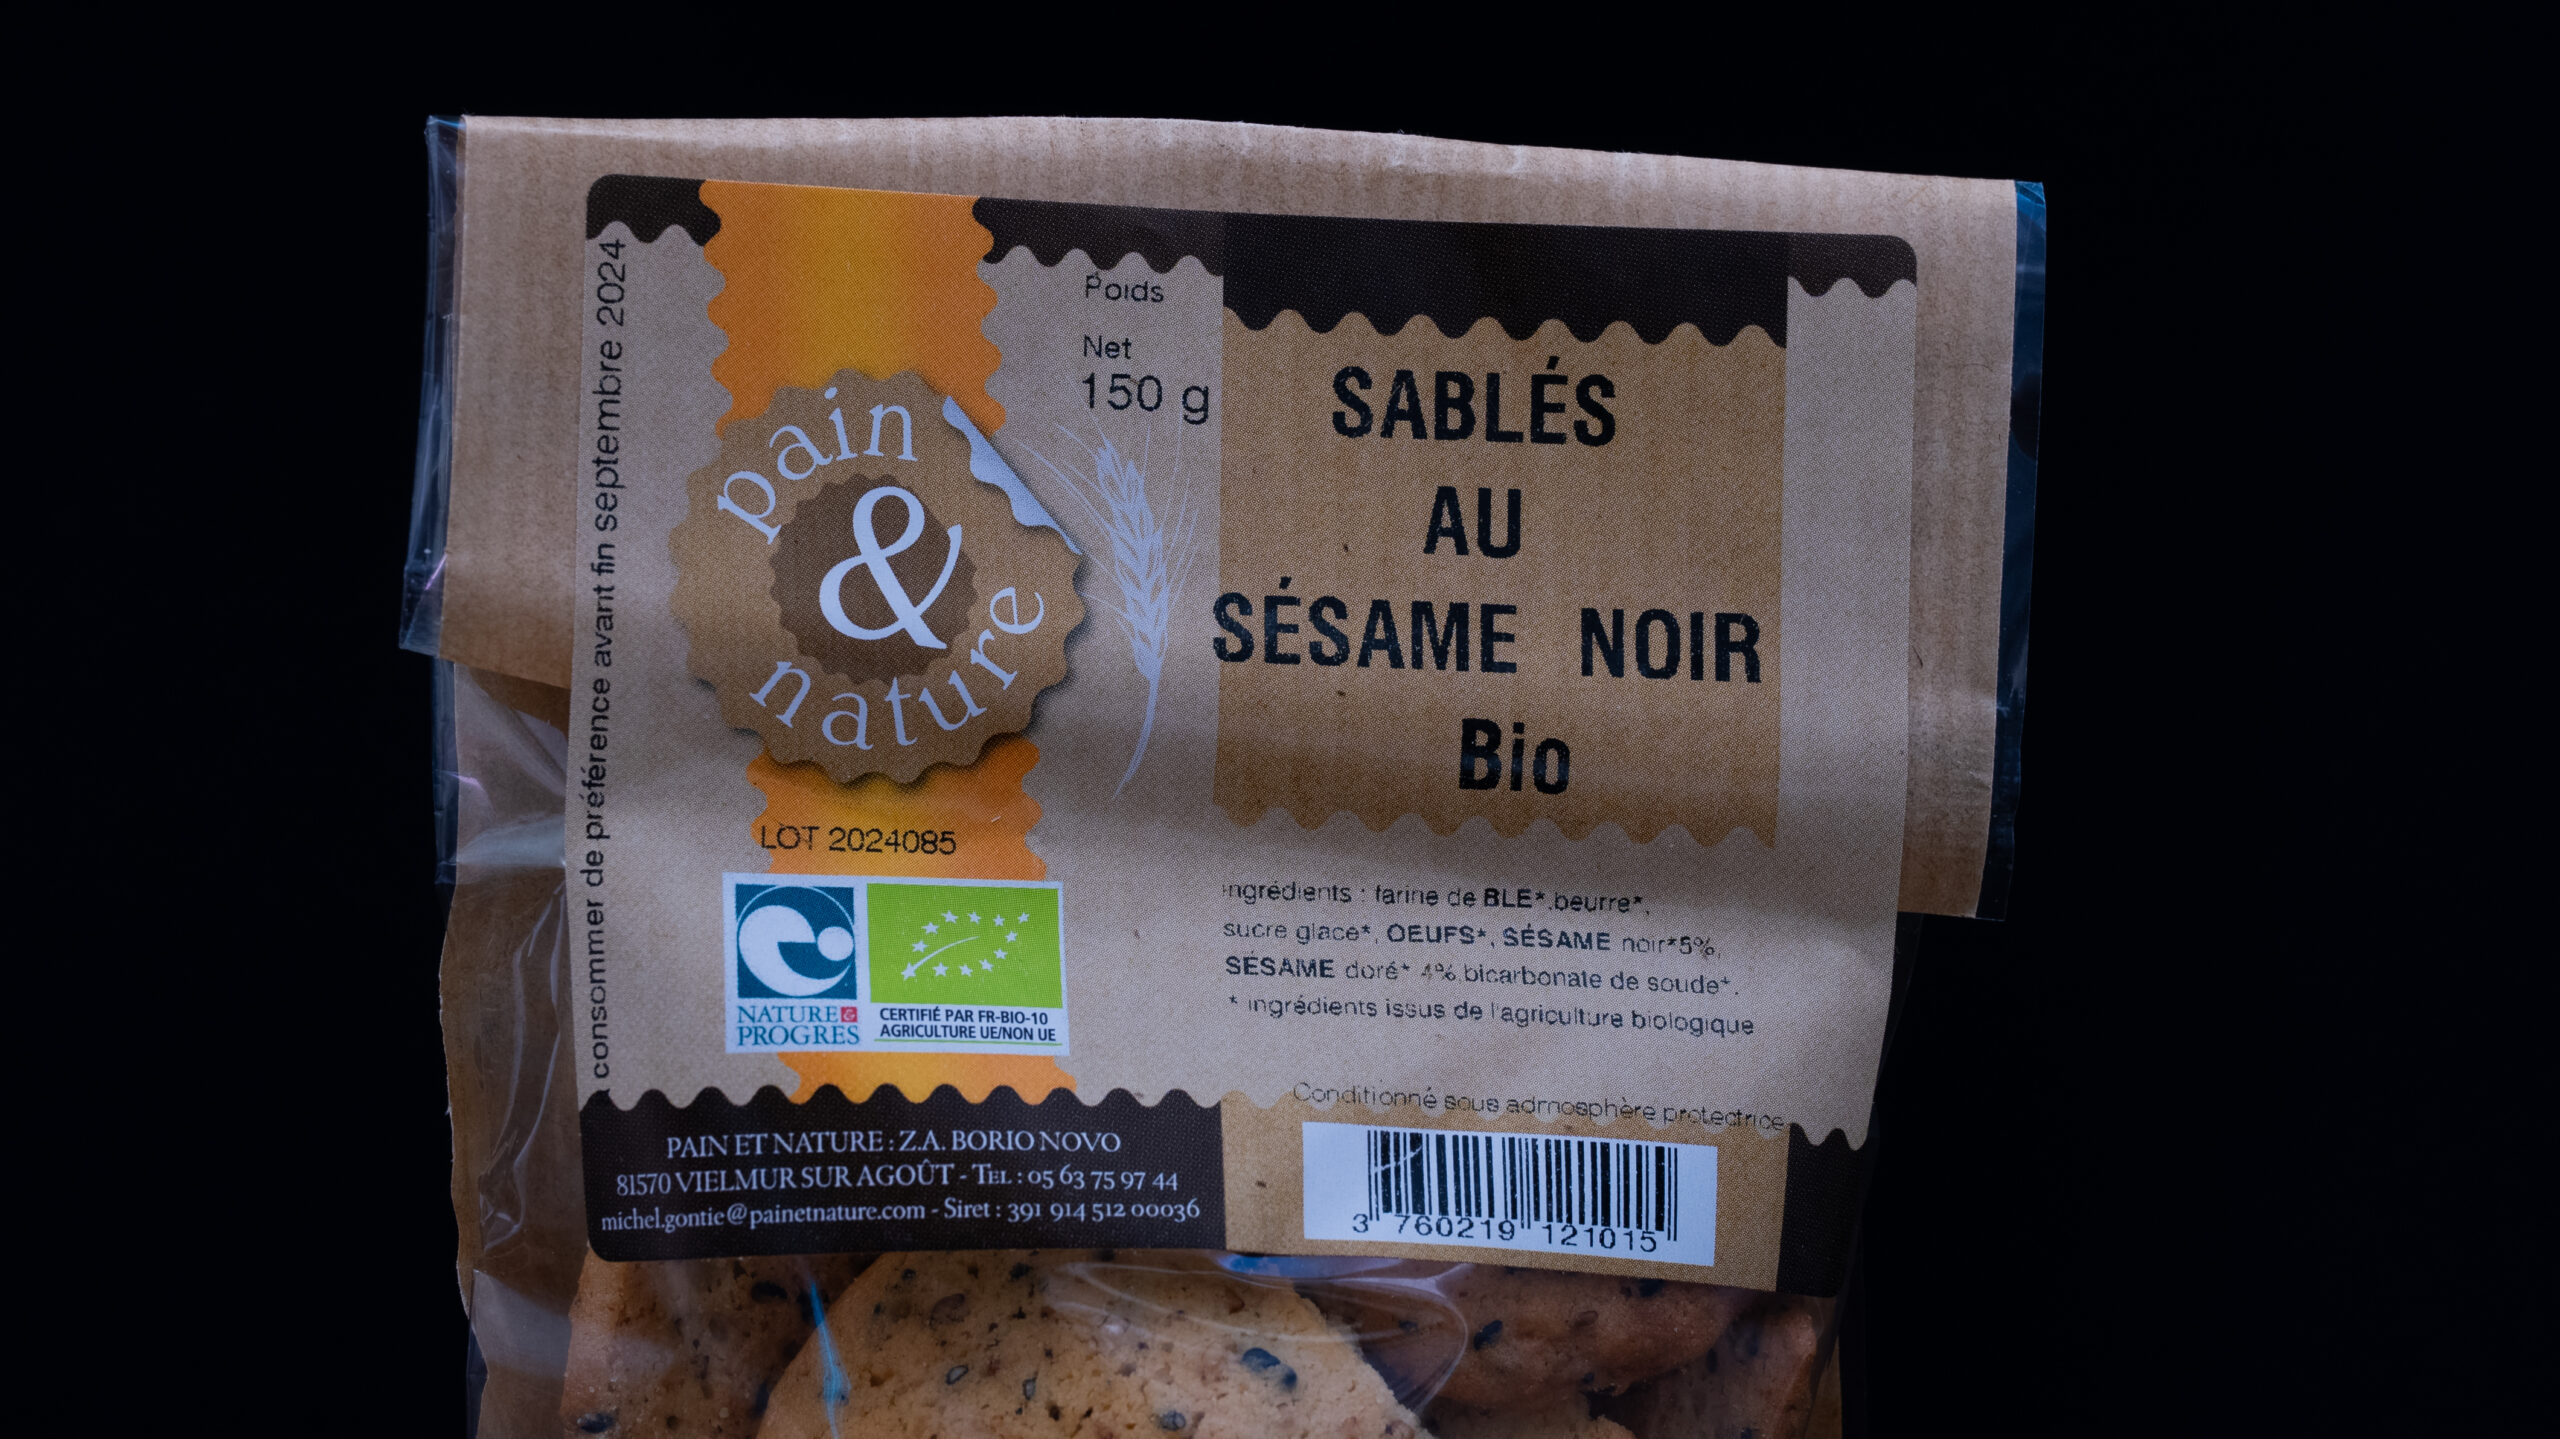 consommer de préférence avant fin septembre 2024
pain
&
nature
Poids
Net
150 g
SABLÉS
AU
SÉSAME NOIR
Bio
LOT 2024085
NATURE & PROGRES
CERTIFIÉ PAR FR-BIO-10
AGRICULTURE UE/NON UE
ingrédients : farine de BLE*,beurre*,
sucre glace*, OEUFS*, SÉSAME noir*5%,
SÉSAME doré* 4%,bicarbonate de soude*.
* ingrédients issus de l'agriculture biologique
Conditionné sous admosphère protectrice
PAIN ET NATURE : Z.A. BORIO NOVO
81570 VIELMUR SUR AGOÛT - TEL : 05 63 75 97 44
michel.gontie@painetnature.com - Siret : 391 914 512 00036
3 760219 121015